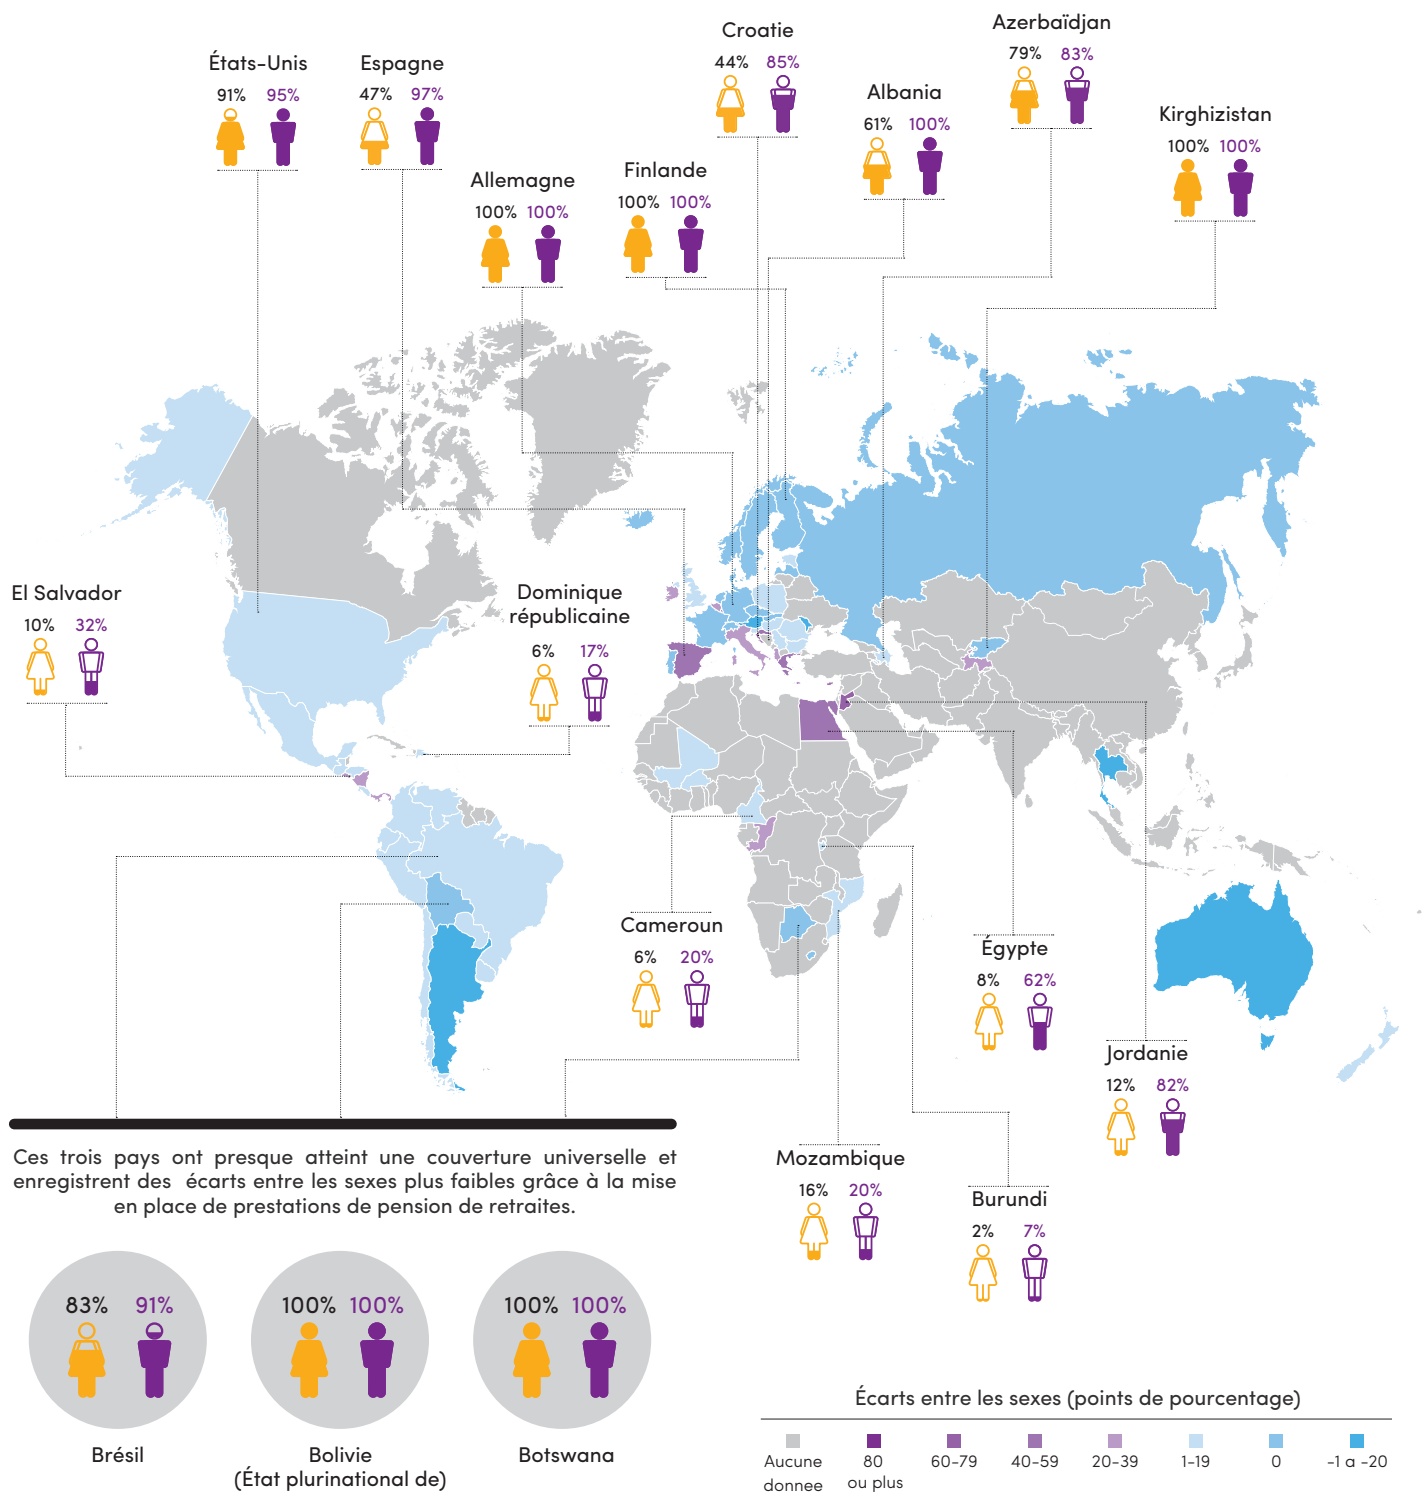 Croatie
44% 85%
Azerbaïdjan
79% 83%
États-Unis
91% 95%
Espagne
47% 97%
Albania
61% 100%
Kirghizistan
100% 100%
Allemagne
100% 100%
Finlande
100% 100%
El Salvador
10% 32%
Dominique
républicaine
6% 17%
Cameroun
6% 20%
Égypte
8% 62%
Jordanie
12% 82%
Mozambique
16% 20%
Burundi
2% 7%
Ces trois pays ont presque atteint une couverture universelle et
enregistrent des écarts entre les sexes plus faibles grâce à la mise
en place de prestations de pension de retraites.
83% 91%
Brésil
100% 100%
Bolivie
(État plurinational de)
100% 100%
Botswana
Écarts entre les sexes (points de pourcentage)
Aucune
donnee
80
ou plus
60-79
40-59
20-39
1-19
0
-1 a -20